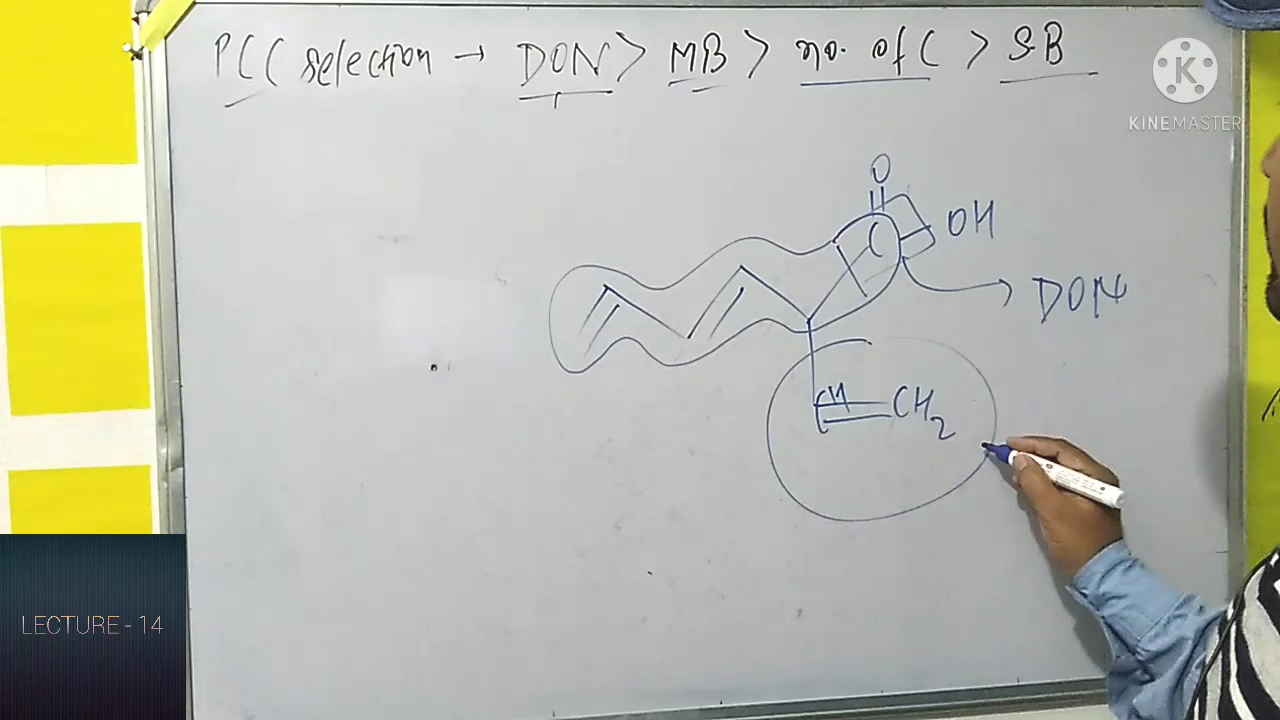 PCC selection → DON > MB > no. of C > SB
K
KINEMASTER
O
C OH
DON
CH=CH2
LECTURE - 14